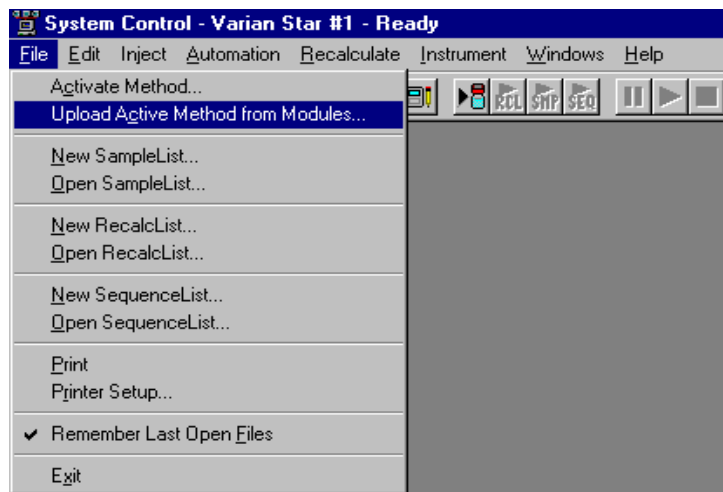 System Control - Varian Star #1 - Ready
File Edit Inject Automation Recalculate Instrument Windows Help
RCL SMP SEQ
Activate Method...
Upload Active Method from Modules...
New SampleList...
Open SampleList...
New RecalcList...
Open RecalcList...
New SequenceList...
Open SequenceList...
Print
Printer Setup...
Remember Last Open Files
Exit